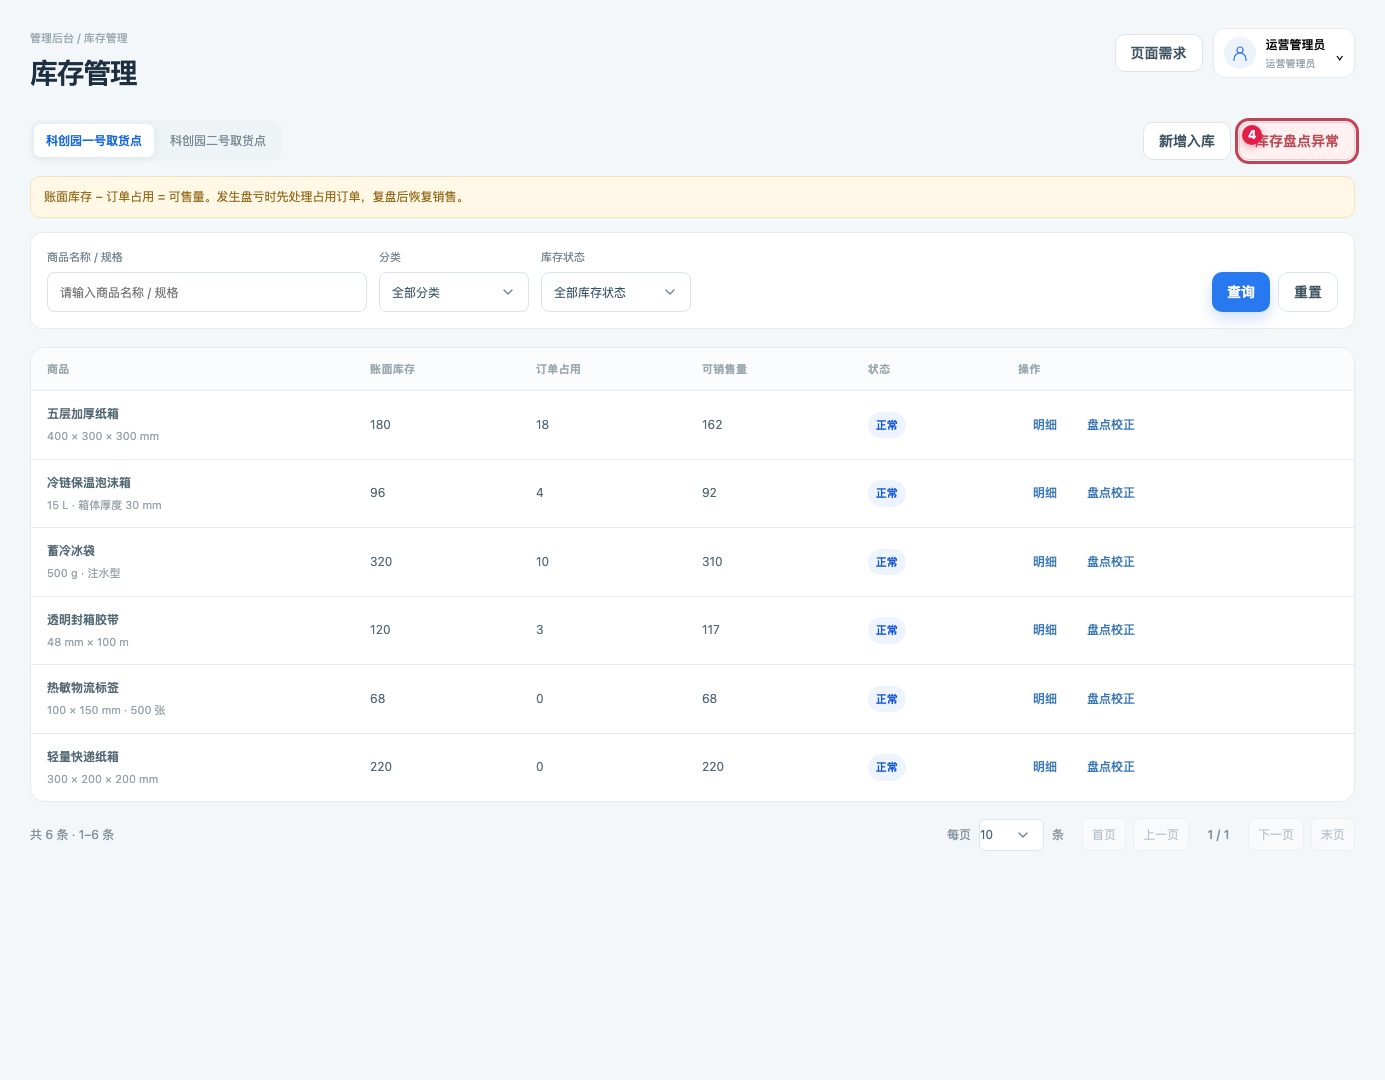 管理后台 / 库存管理
库存管理
页面需求
运营管理员
运营管理员
科创园一号取货点
科创园二号取货点
新增入库
4
库存盘点异常
账面库存 − 订单占用 = 可售量。发生盘亏时先处理占用订单，复盘后恢复销售。
商品名称 / 规格
分类
库存状态
请输入商品名称 / 规格
全部分类
全部库存状态
查询
重置
商品 账面库存 订单占用 可销售量 状态 操作
五层加厚纸箱
400 × 300 × 300 mm
180 18 162 正常 明细 盘点校正
冷链保温泡沫箱
15 L · 箱体厚度 30 mm
96 4 92 正常 明细 盘点校正
蓄冷冰袋
500 g · 注水型
320 10 310 正常 明细 盘点校正
透明封箱胶带
48 mm × 100 m
120 3 117 正常 明细 盘点校正
热敏物流标签
100 × 150 mm · 500 张
68 0 68 正常 明细 盘点校正
轻量快递纸箱
300 × 200 × 200 mm
220 0 220 正常 明细 盘点校正
共 6 条 · 1–6 条
每页 10 条 首页 上一页 1 / 1 下一页 末页